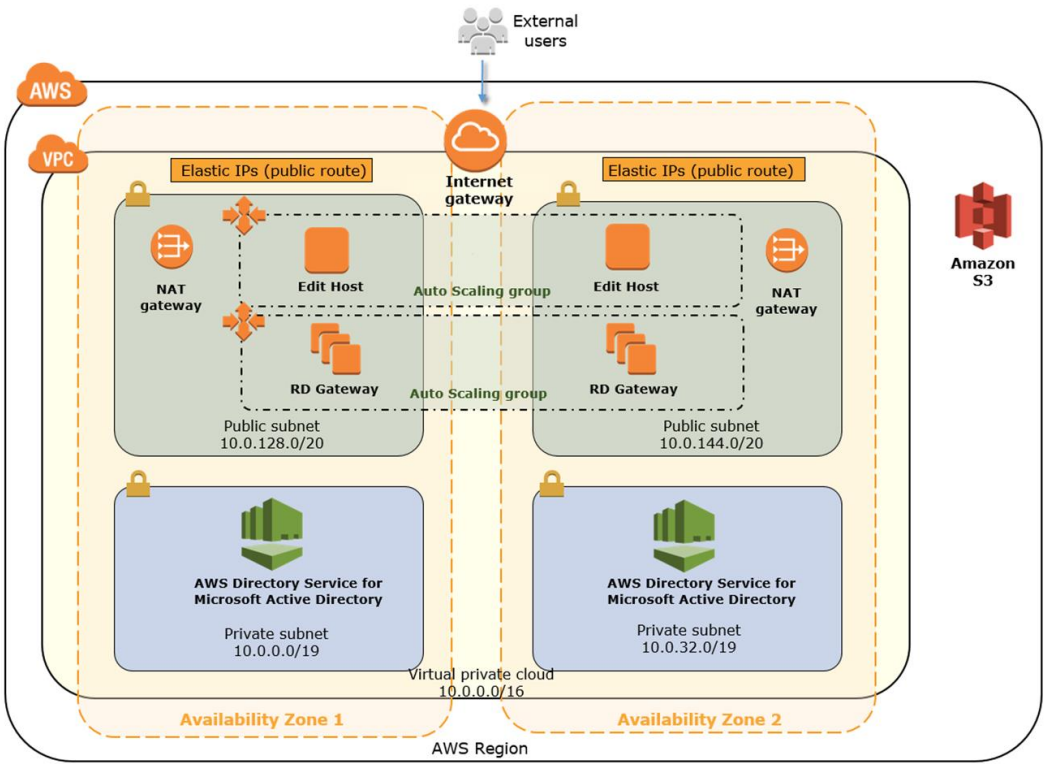 External
users
AWS
VPC
Elastic IPs (public route)
Elastic IPs (public route)
Internet
gateway
NAT
gateway
Edit Host
Auto Scaling group
Edit Host
NAT
gateway
Amazon
S3
RD Gateway
Auto Scaling group
RD Gateway
Public subnet
10.0.128.0/20
Public subnet
10.0.144.0/20
AWS Directory Service for
Microsoft Active Directory
Private subnet
10.0.0.0/19
AWS Directory Service for
Microsoft Active Directory
Private subnet
10.0.32.0/19
Virtual private cloud
10.0.0.0/16
Availability Zone 1
Availability Zone 2
AWS Region